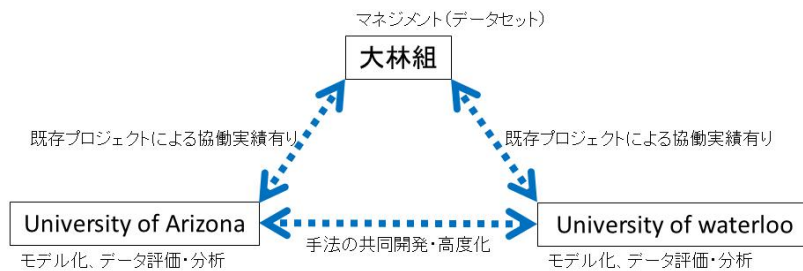 マネジメント(データセット)
大林組
既存プロジェクトによる協働実績有り
既存プロジェクトによる協働実績有り
University of Arizona
University of waterloo
手法の共同開発・高度化
モデル化、データ評価・分析
モデル化、データ評価・分析